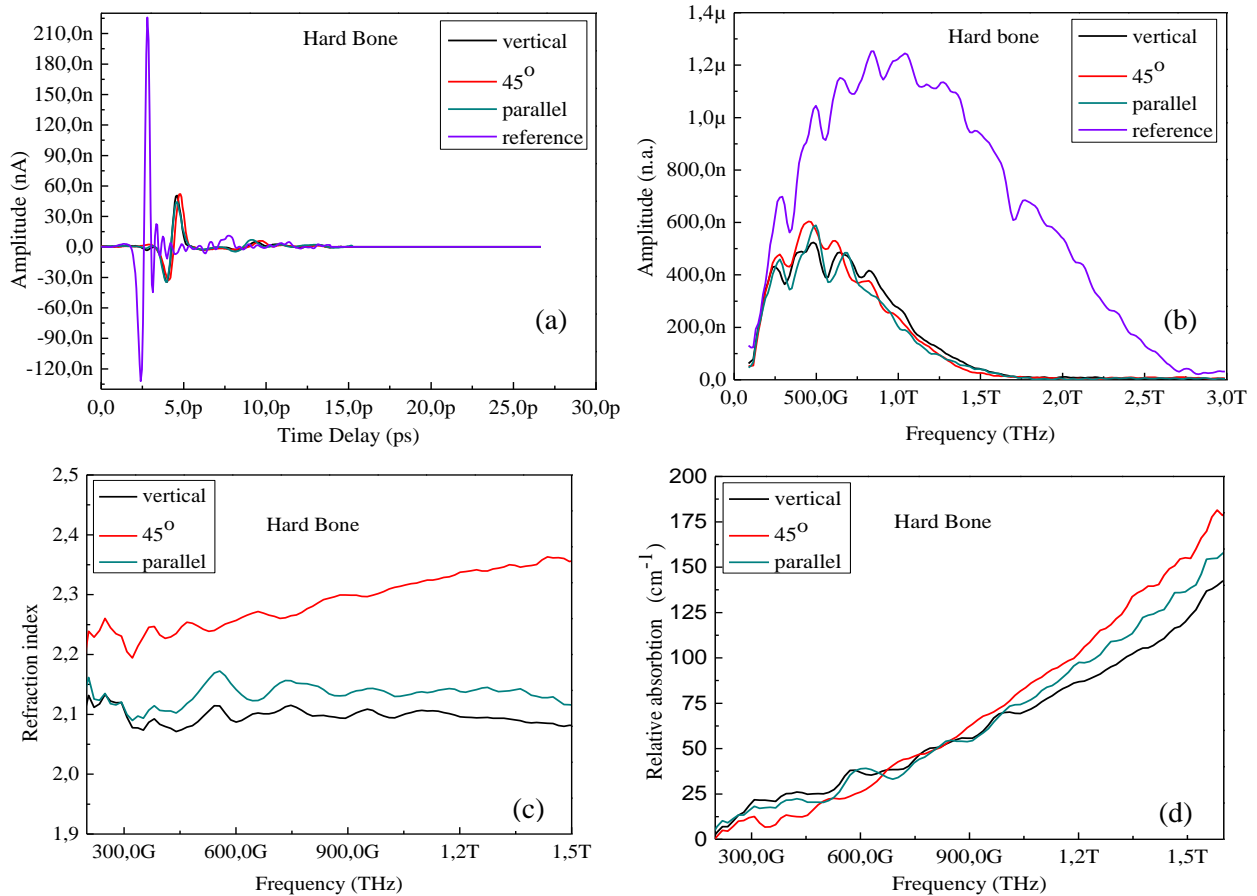 210,0n
180,0n
150,0n
120,0n
90,0n
60,0n
30,0n
0,0
-30,0n
-60,0n
-90,0n
-120,0n
Amplitude (nA)
Hard Bone
vertical
45°
parallel
reference
(a)
0,0 5,0p 10,0p 15,0p 20,0p 25,0p 30,0p
Time Delay (ps)
1,4µ
1,2µ
1,0µ
800,0n
600,0n
400,0n
200,0n
0,0
Amplitude (n.a.)
Hard bone
vertical
45°
parallel
reference
(b)
0,0 500,0G 1,0T 1,5T 2,0T 2,5T 3,0T
Frequency (THz)
2,5
2,4
2,3
2,2
2,1
2,0
1,9
Refraction index
vertical
45°
parallel
Hard Bone
(c)
300,0G 600,0G 900,0G 1,2T 1,5T
Frequency (THz)
200
175
150
125
100
75
50
25
0
Relative absorbtion (cm⁻¹)
vertical
45°
parallel
Hard Bone
(d)
300,0G 600,0G 900,0G 1,2T 1,5T
Frequency (THz)